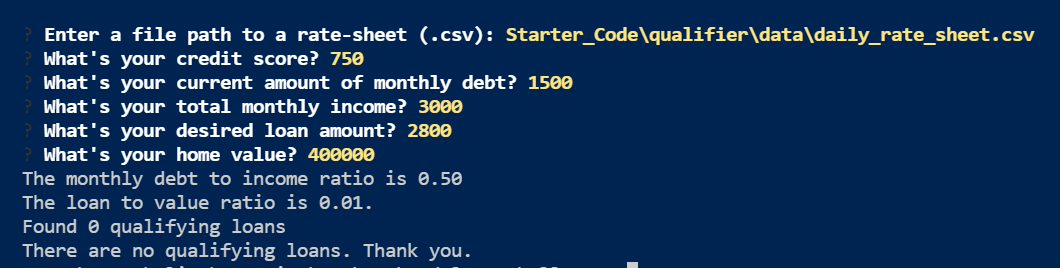 ? Enter a file path to a rate-sheet (.csv): Starter_Code\qualifier\data\daily_rate_sheet.csv
? What's your credit score? 750
? What's your current amount of monthly debt? 1500
? What's your total monthly income? 3000
? What's your desired loan amount? 2800
? What's your home value? 400000
The monthly debt to income ratio is 0.50
The loan to value ratio is 0.01.
Found 0 qualifying loans
There are no qualifying loans. Thank you.